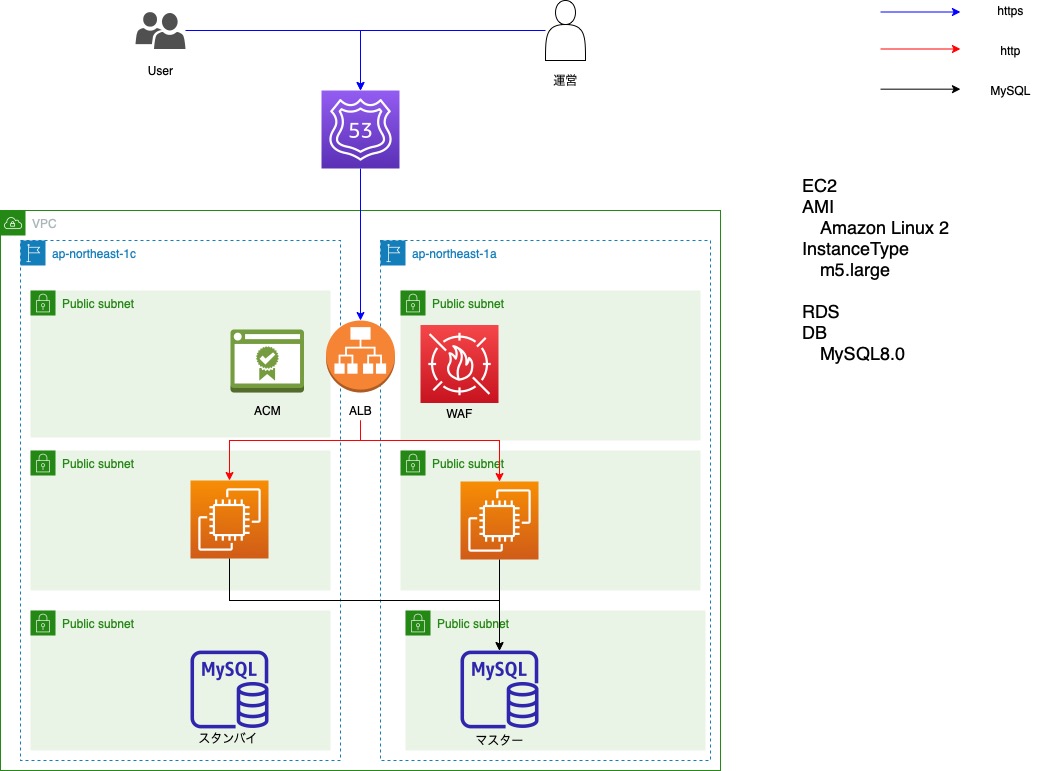 https
User
運営
http
MySQL
53
EC2
AMI
Amazon Linux 2
InstanceType
m5.large
RDS
DB
MySQL8.0
VPC
ap-northeast-1c
ap-northeast-1a
Public subnet
Public subnet
ACM
ALB
WAF
Public subnet
Public subnet
Public subnet
Public subnet
MySQL
MySQL
スタンバイ
マスター